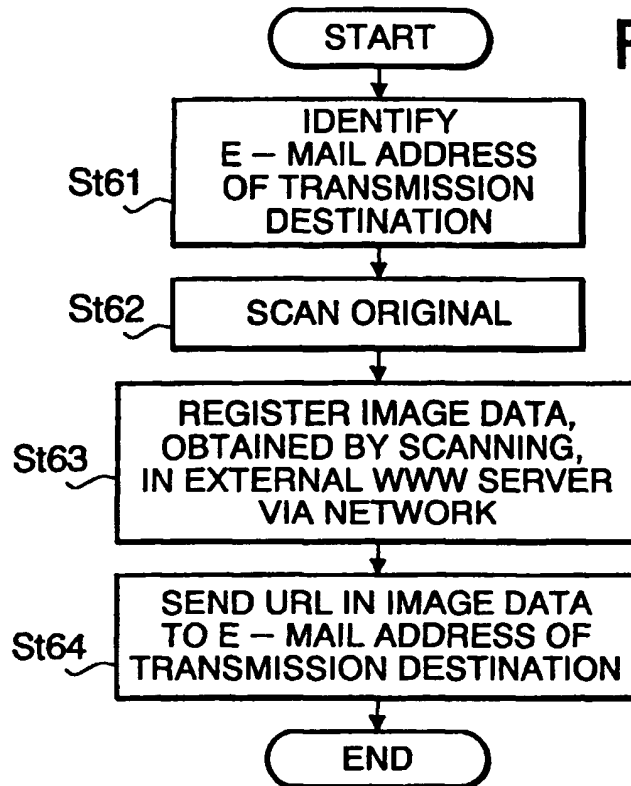 START
IDENTIFY
E – MAIL ADDRESS
OF TRANSMISSION
DESTINATION
St61
SCAN ORIGINAL
St62
REGISTER IMAGE DATA,
OBTAINED BY SCANNING,
IN EXTERNAL WWW SERVER
VIA NETWORK
St63
SEND URL IN IMAGE DATA
TO E – MAIL ADDRESS OF
TRANSMISSION DESTINATION
St64
END